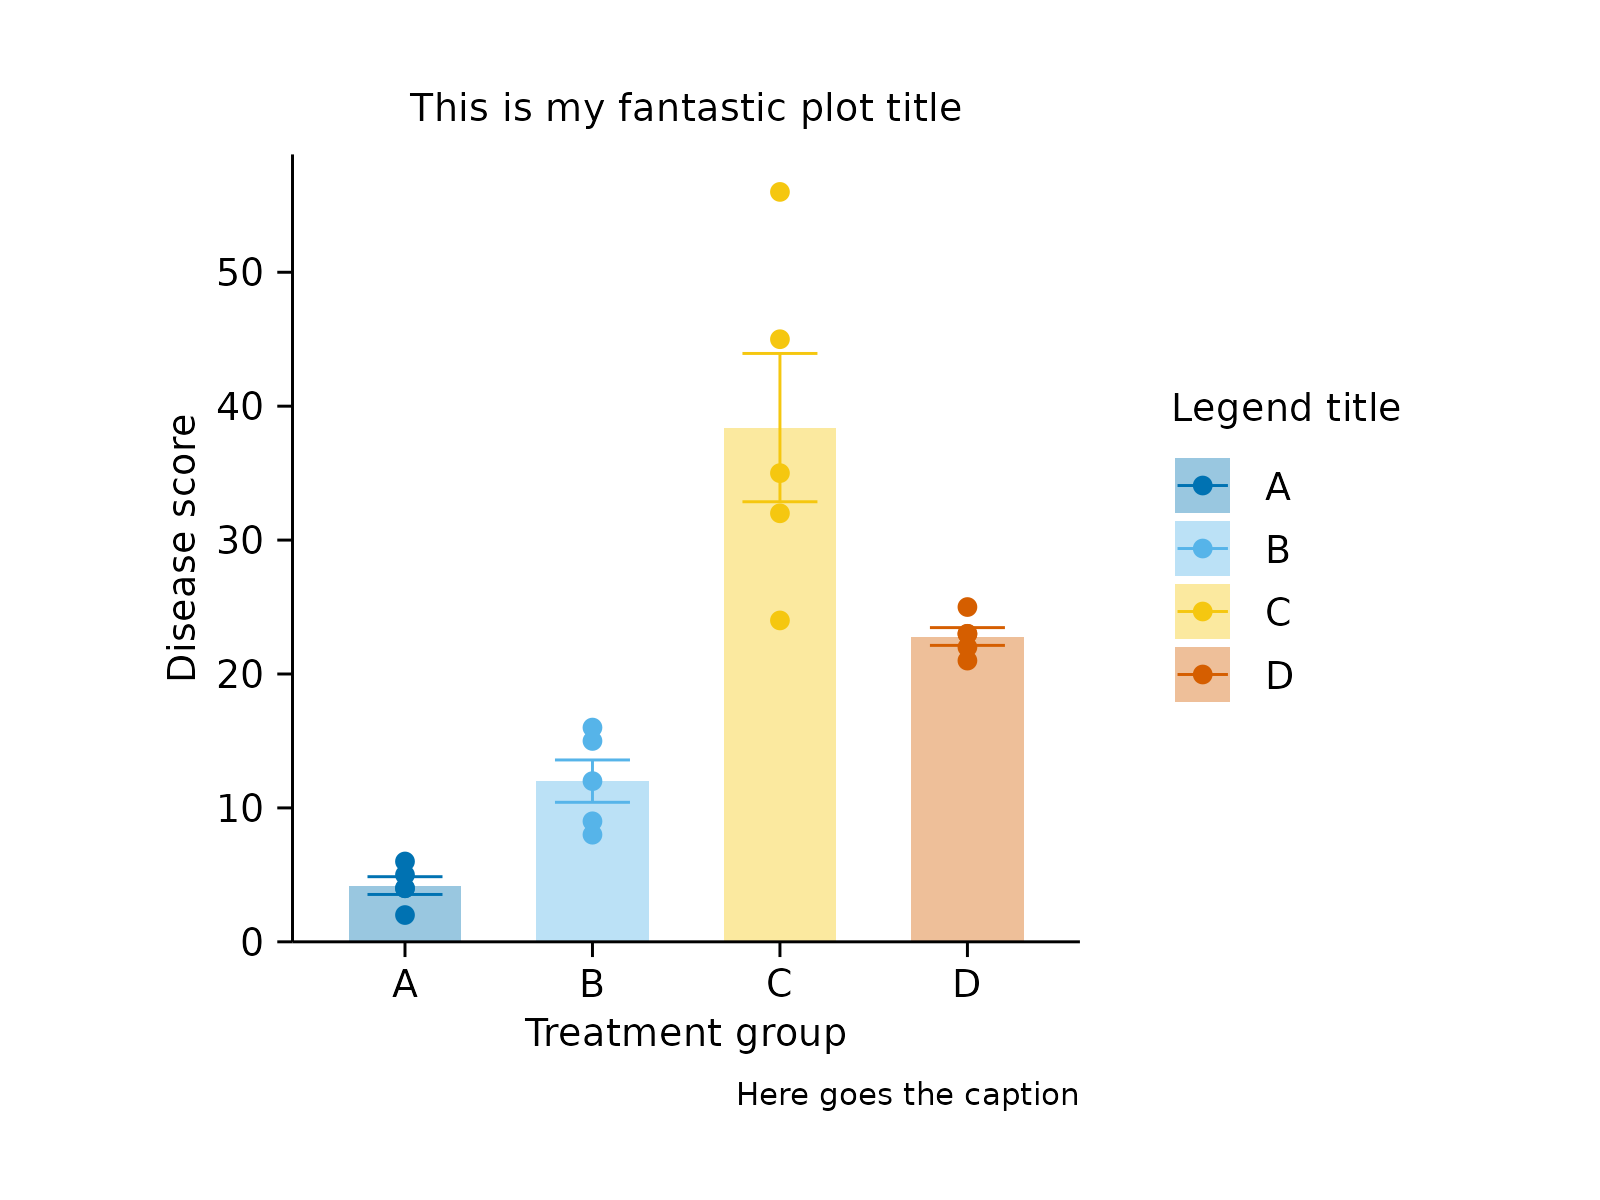 This is my fantastic plot title
50
40
30
20
10
0
Disease score
A
B
C
D
Treatment group
Here goes the caption
Legend title
A
B
C
D